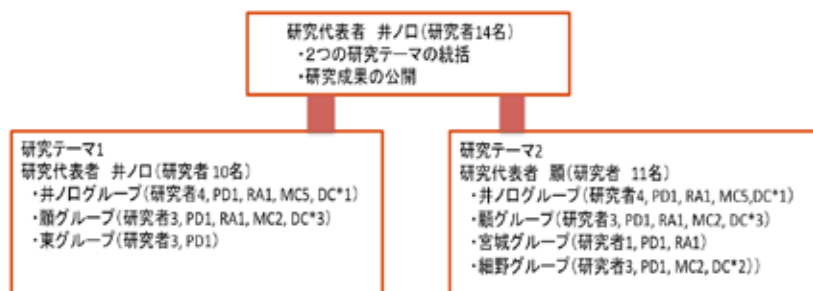 研究代表者 井ノ口(研究者14名)
・2つの研究テーマの統括
・研究成果の公開
研究テーマ1
研究代表者 井ノ口(研究者10名)
・井ノ口グループ(研究者4, PD1, RA1, MC5, DC*1)
・顧グループ(研究者3, PD1, RA1, MC2, DC*3)
・東グループ(研究者3, PD1)
研究テーマ2
研究代表者 顧(研究者 11名)
・井ノ口グループ(研究者4, PD1, RA1, MC5,DC*1)
・顧グループ(研究者3, PD1, RA1, MC2, DC*3)
・宮城グループ(研究者1, PD1, RA1)
・細野グループ(研究者3, PD1, MC2, DC*2))